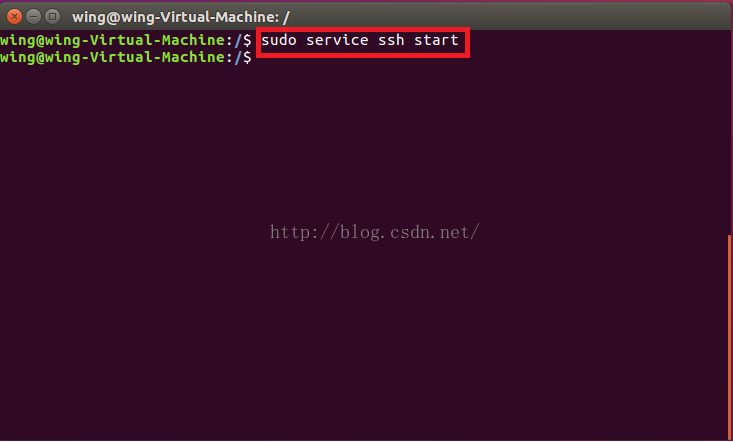 wing@wing-Virtual-Machine: /
wing@wing-Virtual-Machine:/$ sudo service ssh start
wing@wing-Virtual-Machine:/$
http://blog.csdn.net/